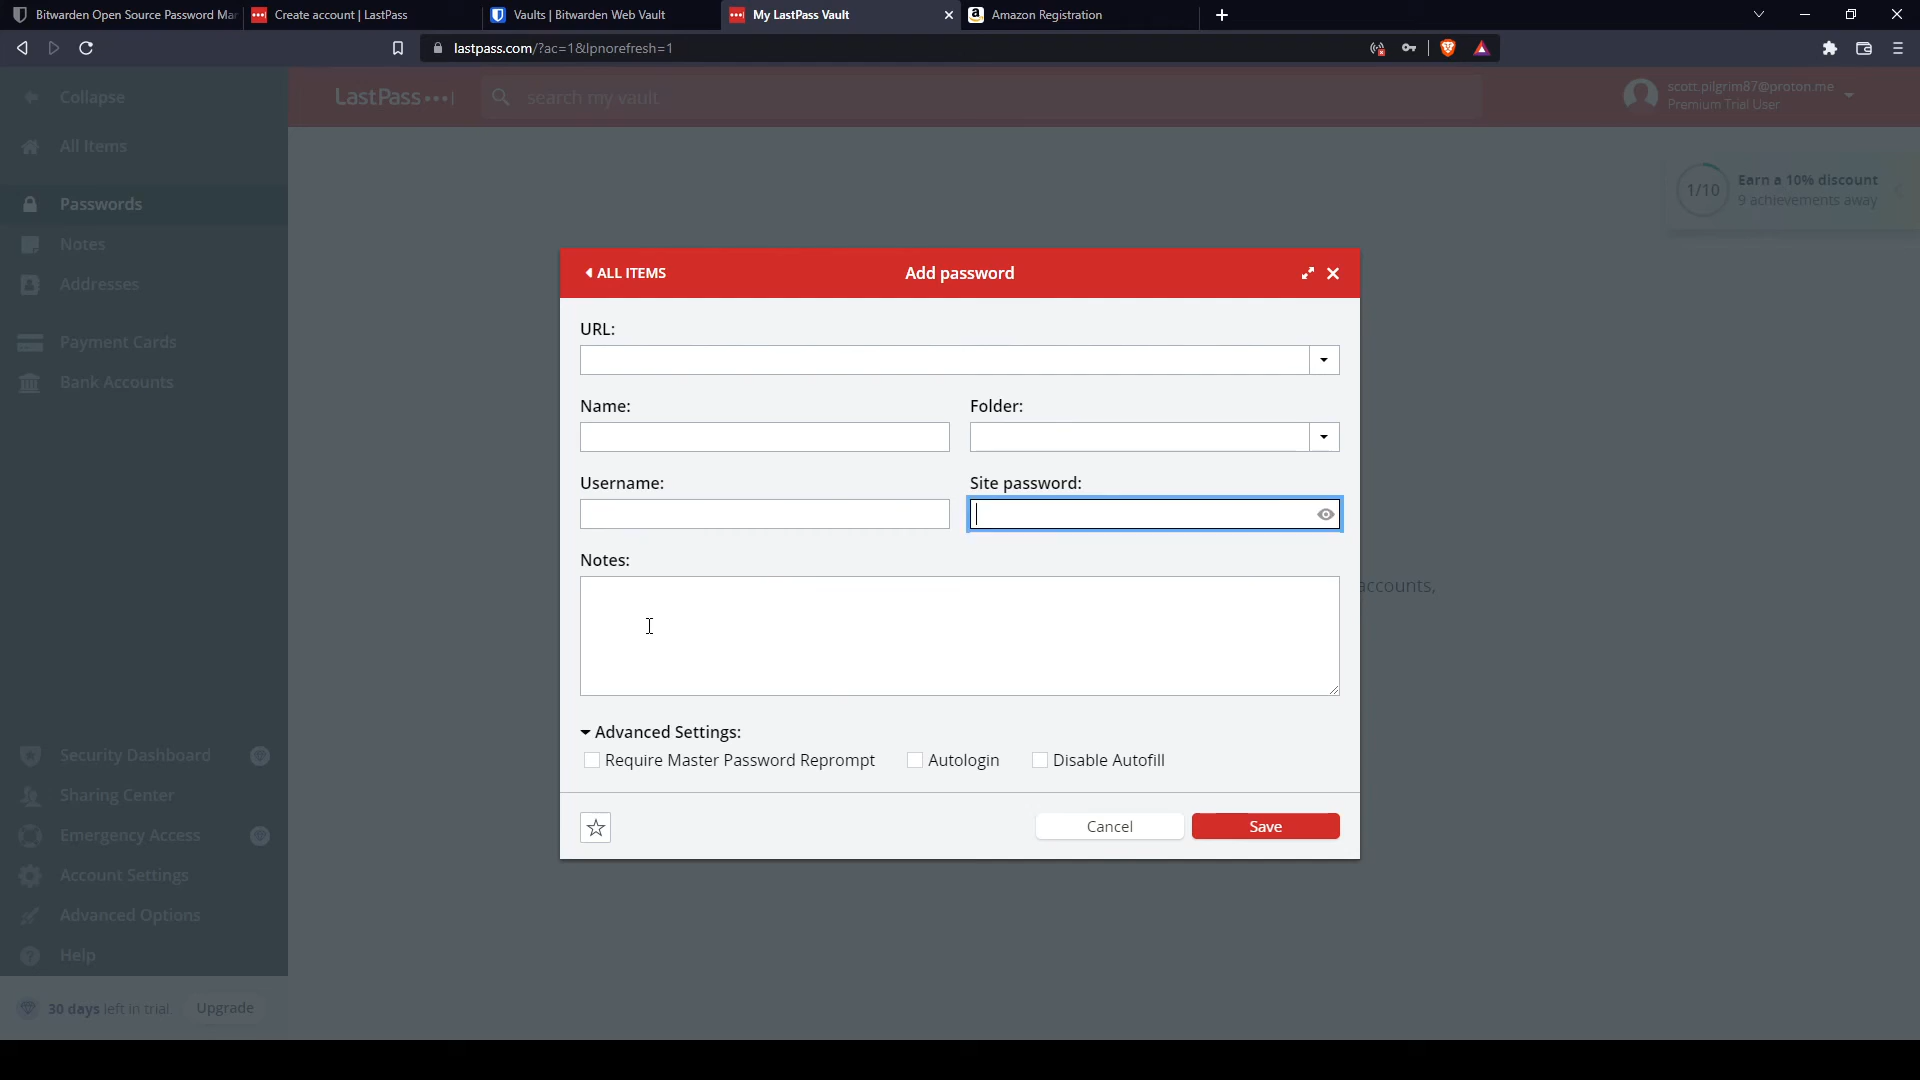 Bitwarden Open Source Password Mar
Create account | LastPass
Vaults | Bitwarden Web Vault
My LastPass Vault
Amazon Registration
lastpass.com/?ac=1&lpnorefresh=1
Collapse
LastPass
search my vault
scott.pilgrim87@proton.me
Premium Trial User
All Items
Passwords
Notes
Addresses
Payment Cards
Bank Accounts
1/10
Earn a 10% discount
9 achievements away
ALL ITEMS
Add password
URL:
Name:
Folder:
Username:
Site password:
Notes:
accounts,
Advanced Settings:
Require Master Password Reprompt
Autologin
Disable Autofill
Cancel
Save
Security Dashboard
Sharing Center
Emergency Access
Account Settings
Advanced Options
Help
30 days left in trial
Upgrade